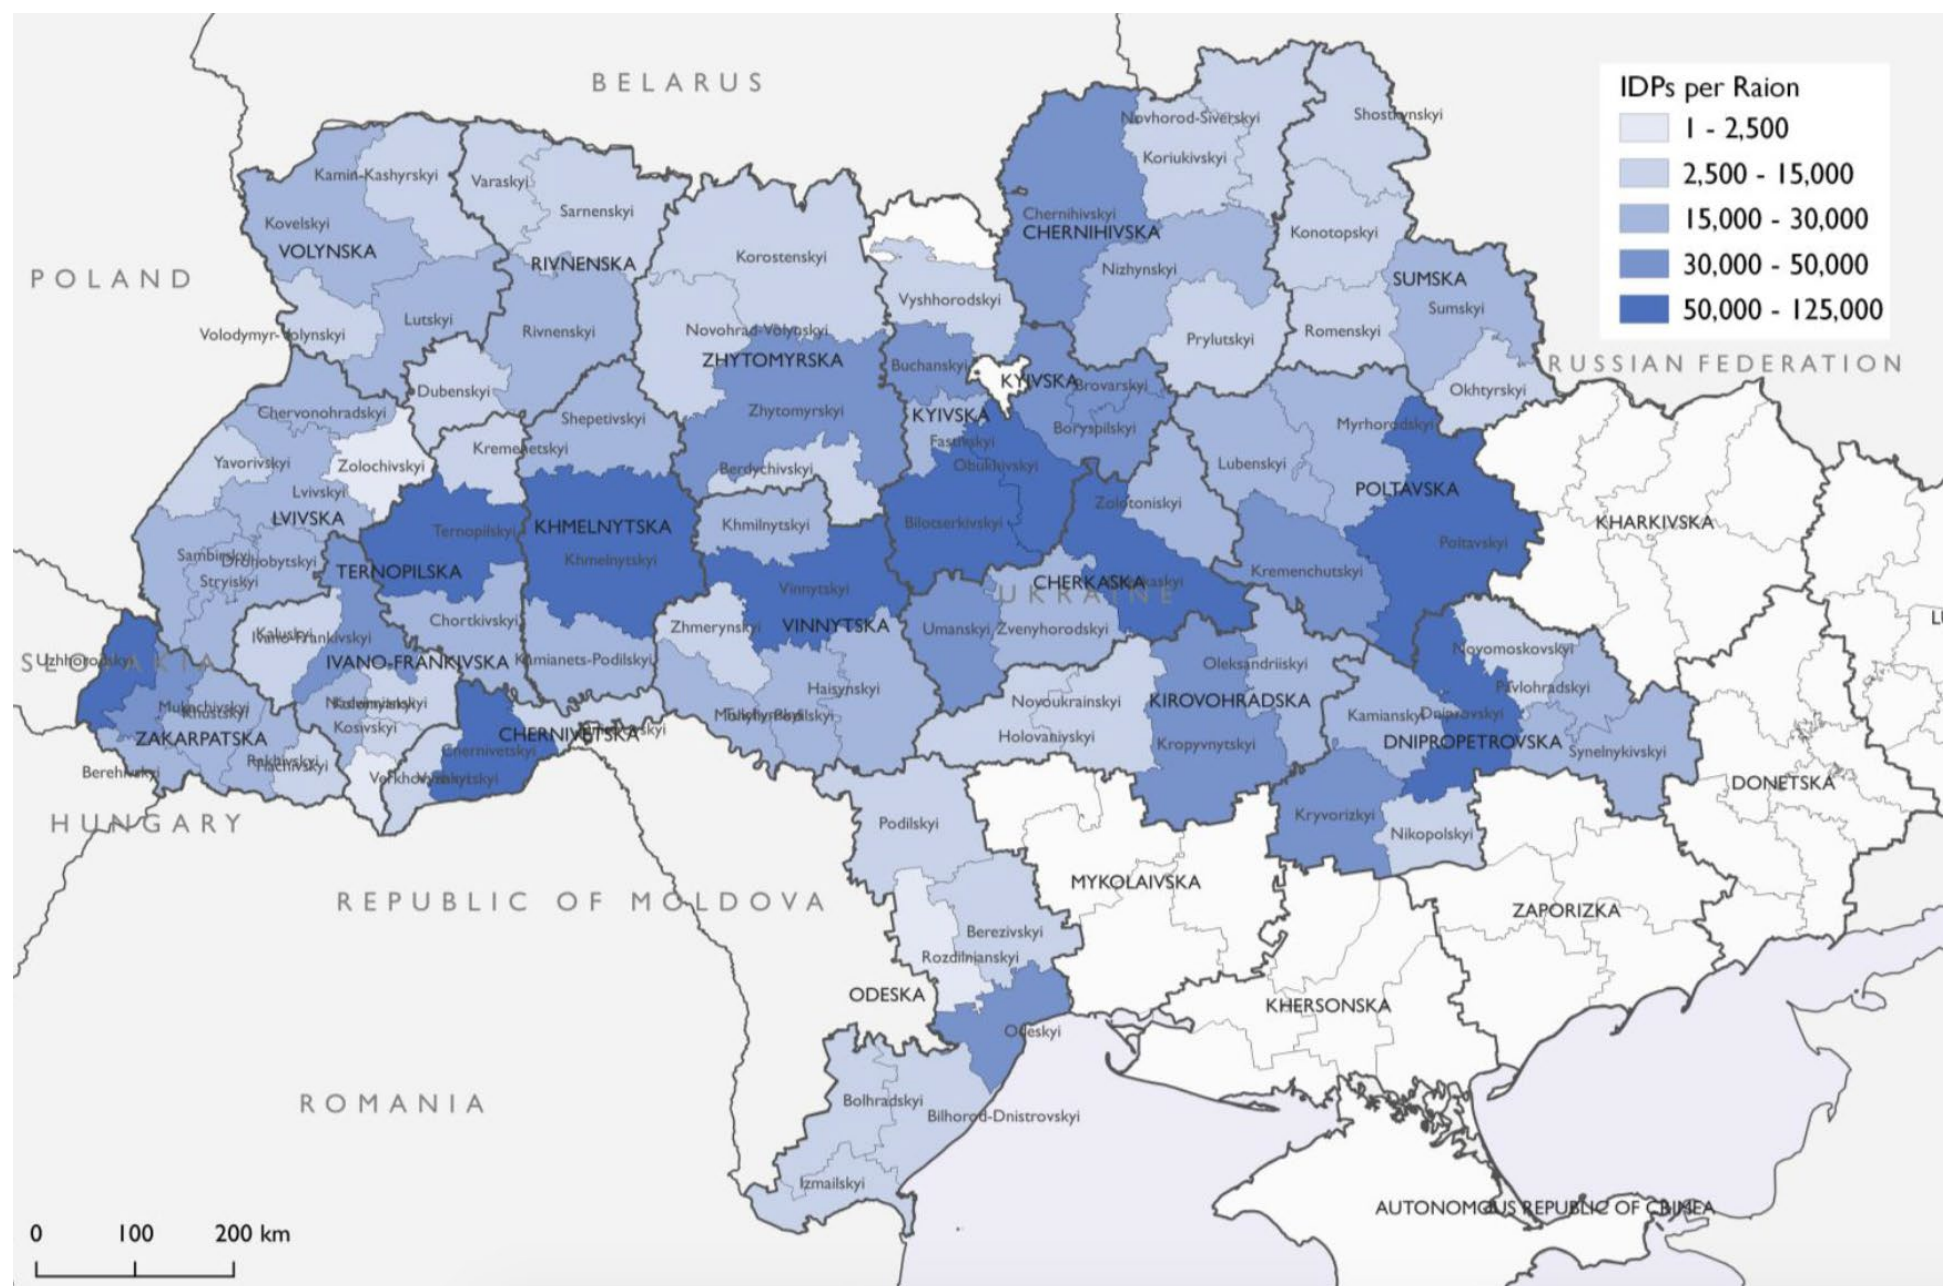 BELARUS
POLAND
SLOVAKIA
HUNGARY
REPUBLIC OF MOLDOVA
ROMANIA
RUSSIAN FEDERATION
UKRAINE
IDPs per Raion
1 - 2,500
2,500 - 15,000
15,000 - 30,000
30,000 - 50,000
50,000 - 125,000
Shostkynskyi
Novhorod-Siverskyi
Koriukivskyi
Kamin-Kashyrskyi
Varaskyi
Sarnenskyi
Kovelskyi
VOLYNSKA
RIVNENSKA
Korostenskyi
Chernihivskyi
CHERNIHIVSKA
Konotopskyi
Nizhynskyi
SUMSKA
Sumskyi
Vyshhorodskyi
Volodymyr-Volynskyi
Lutskyi
Rivnenskyi
Novohrad-Volynskyi
ZHYTOMYRSKA
Prylutskyi
Romenskyi
Buchanskyi
KYIVSKA
Brovarskyi
Okhtyrskyi
Dubenskyi
Chervonohradskyi
Shepetivskyi
Zhytomyrskyi
KYIVSKA
Fastivskyi
Boryspilskyi
Myrhorodskyi
Kremenetskyi
Yavorivskyi
Zolochivskyi
Berdychivskyi
Obukhivskyi
Lubenskyi
Lvivskyi
LVIVSKA
POLTAVSKA
Zolotoniskyi
KHMELNYTSKA
Ternopilskyi
Khmilnytskyi
Bilotserkivskyi
KHARKIVSKA
Poltavskyi
Sambirskyi
Drohobytskyi
Stryiskyi
TERNOPILSKA
Khmelnytskyi
Vinnytskyi
CHERKASKA
Kremenchutskyi
Chortkivskyi
Kaluskyi
Ivano-Frankivskyi
Zhmerynskyi
VINNYTSKA
Umanskyi
Zvenyhorodskyi
Novomoskovskyi
Uzhhorodskyi
IVANO-FRANKIVSKA
Kamianets-Podilskyi
Haisynskyi
Oleksandriiskyi
Pavlohradskyi
Mukachivskyi
Khustskyi
Kosivskyi
Novoukrainskyi
KIROVOHRADSKA
Kamianskyi
Dniprovskyi
ZAKARPATSKA
CHERNIVETSKA
Chernivetskyi
Holovanivskyi
Kropyvnytskyi
DNIPROPETROVSKA
Synelnykivskyi
Berehivskyi
Rakhivskyi
Tiachivskyi
DONETSKA
Podilskyi
Kryvorizkyi
Nikopolskyi
MYKOLAIVSKA
ZAPORIZKA
Berezivskyi
Rozdilnianskyi
ODESKA
Odeskyi
KHERSONSKA
Bolhradskyi
Bilhorod-Dnistrovskyi
Izmailskyi
AUTONOMOUS REPUBLIC OF CRIMEA
0 100 200 km